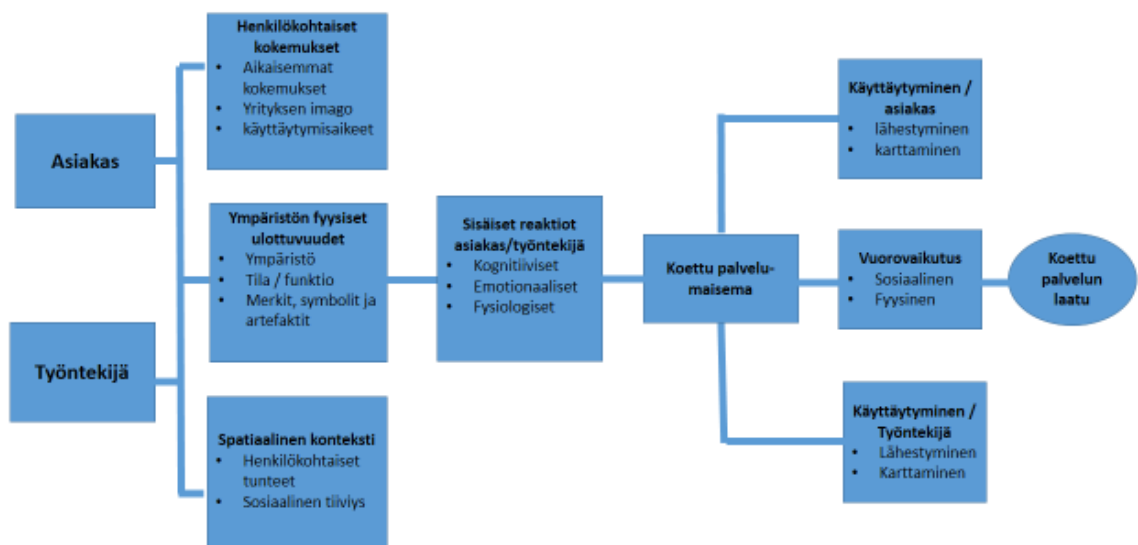 Asiakas
Työntekijä
Henkilökohtaiset
kokemukset
• Aikaisemmat
kokemukset
• Yrityksen imago
• käyttäytymisaikeet
Ympäristön fyysiset
ulottuvuudet
• Ympäristö
• Tila / funktio
• Merkit, symbolit ja
artefaktit
Spatiaalinen konteksti
• Henkilökohtaiset
tunteet
• Sosiaalinen tiiviys
Sisäiset reaktiot
asiakas/työntekijä
• Kognitiiviset
• Emotionaaliset
• Fysiologiset
Koettu palvelu-
maisema
Käyttäytyminen /
asiakas
• lähestyminen
• karttaminen
Vuorovaikutus
• Sosiaalinen
• Fyysinen
Käyttäytyminen /
Työntekijä
• Lähestyminen
• Karttaminen
Koettu
palvelun
laatu